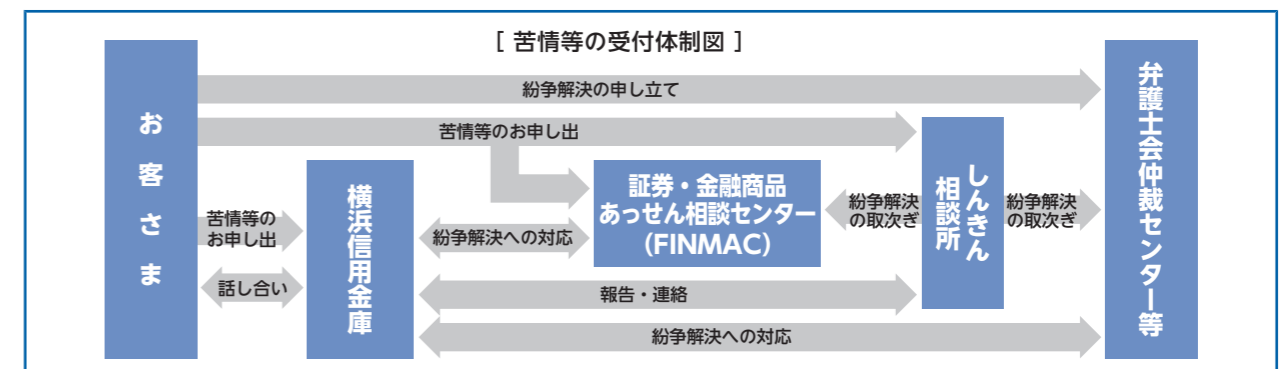 ［ 苦情等の受付体制図 ］
お客さま
紛争解決の申し立て
苦情等のお申し出
苦情等の
お申し出
話し合い
横浜信用金庫
紛争解決への対応
証券・金融商品
あっせん相談センター
（FINMAC）
紛争解決
の取次ぎ
しんきん
相談所
紛争解決
の取次ぎ
弁護士会仲裁センター等
報告・連絡
紛争解決への対応